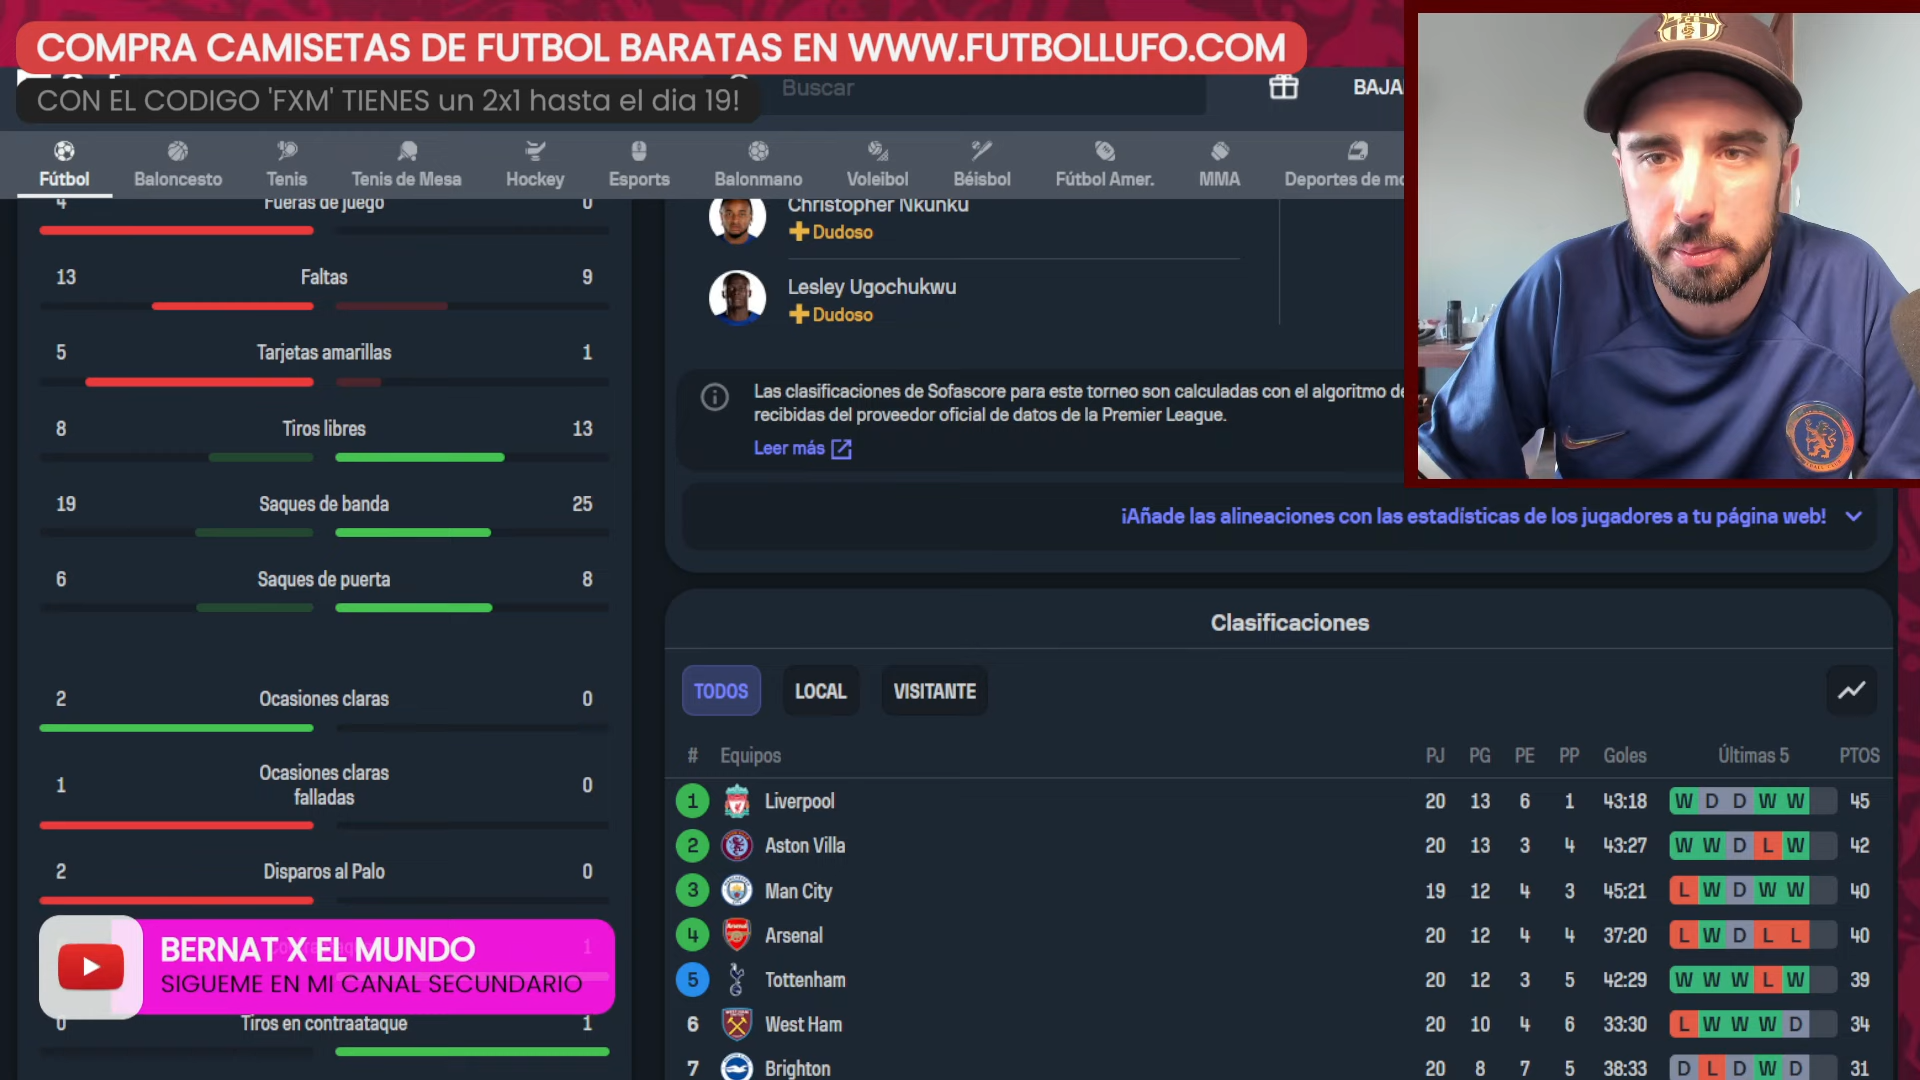 COMPRA CAMISETAS DE FUTBOL BARATAS EN WWW.FUTBOLLUFO.COM
CON EL CODIGO 'FXM' TIENES un 2x1 hasta el dia 19!
Buscar
Fútbol
Baloncesto
Tenis
Tenis de Mesa
Hockey
Esports
Balonmano
Voleibol
Béisbol
Fútbol Amer.
MMA
Deportes de
4 Fueras de juego 0
13 Faltas 9
5 Tarjetas amarillas 1
8 Tiros libres 13
19 Saques de banda 25
6 Saques de puerta 8
2 Ocasiones claras 0
1 Ocasiones claras falladas 0
2 Disparos al Palo 0
1
BERNAT X EL MUNDO
SIGUEME EN MI CANAL SECUNDARIO
0 Tiros en contraataque 1
Christopher Nkunku
Dudoso
Lesley Ugochukwu
Dudoso
Las clasificaciones de Sofascore para este torneo son calculadas con el algoritmo
recibidas del proveedor oficial de datos de la Premier League.
Leer más
¡Añade las alineaciones con las estadísticas de los jugadores a tu página web!
Clasificaciones
TODOS LOCAL VISITANTE
# Equipos PJ PG PE PP Goles Últimas 5 PTOS
1 Liverpool 20 13 6 1 43:18 W D D W W 45
2 Aston Villa 20 13 3 4 43:27 W W D L W 42
3 Man City 19 12 4 3 45:21 L W D W W 40
4 Arsenal 20 12 4 4 37:20 L W D L L 40
5 Tottenham 20 12 3 5 42:29 W W W L W 39
6 West Ham 20 10 4 6 33:30 L W W W D 34
7 Brighton 20 8 7 5 38:33 D L D W D 31